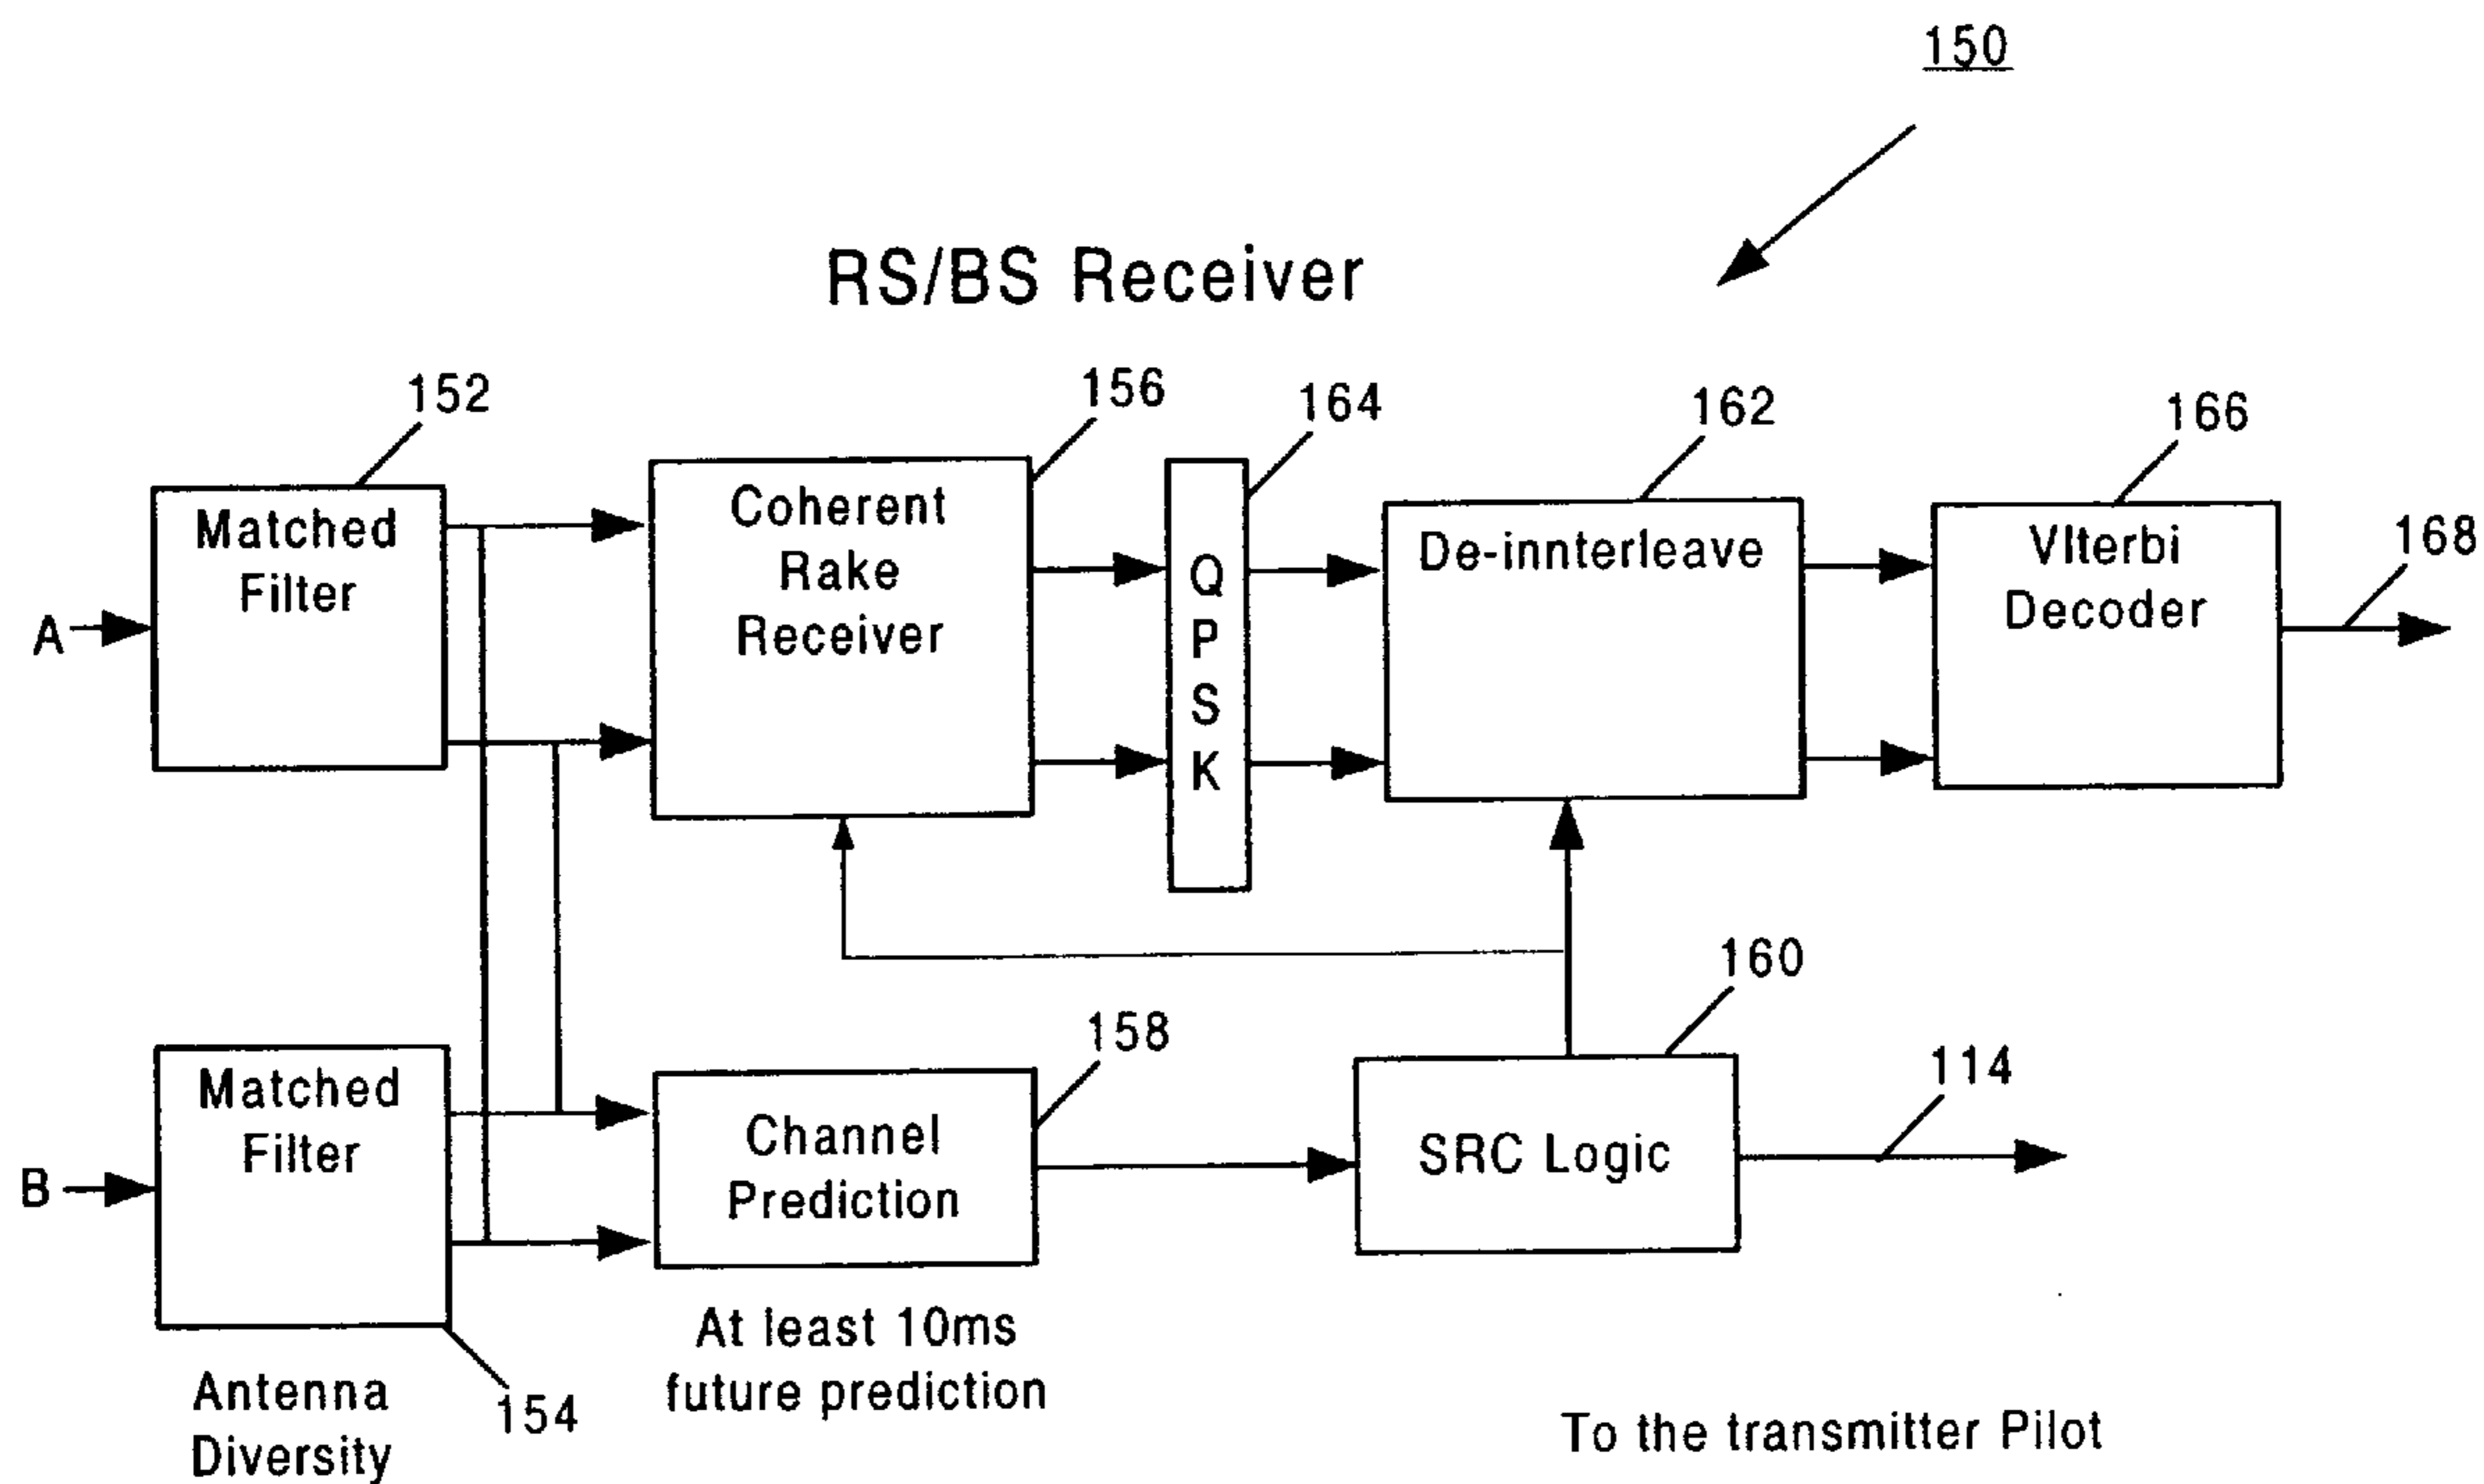 150
RS/BS Receiver
152
156
164
162
166
168
Matched
Filter
Coherent
Rake
Receiver
Q
P
S
K
De-innterleave
VIterbi
Decoder
A
160
158
114
Matched
Filter
Channel
Prediction
SRC Logic
B
At least 10ms
future prediction
Antenna
Diversity
154
To the transmitter Pilot